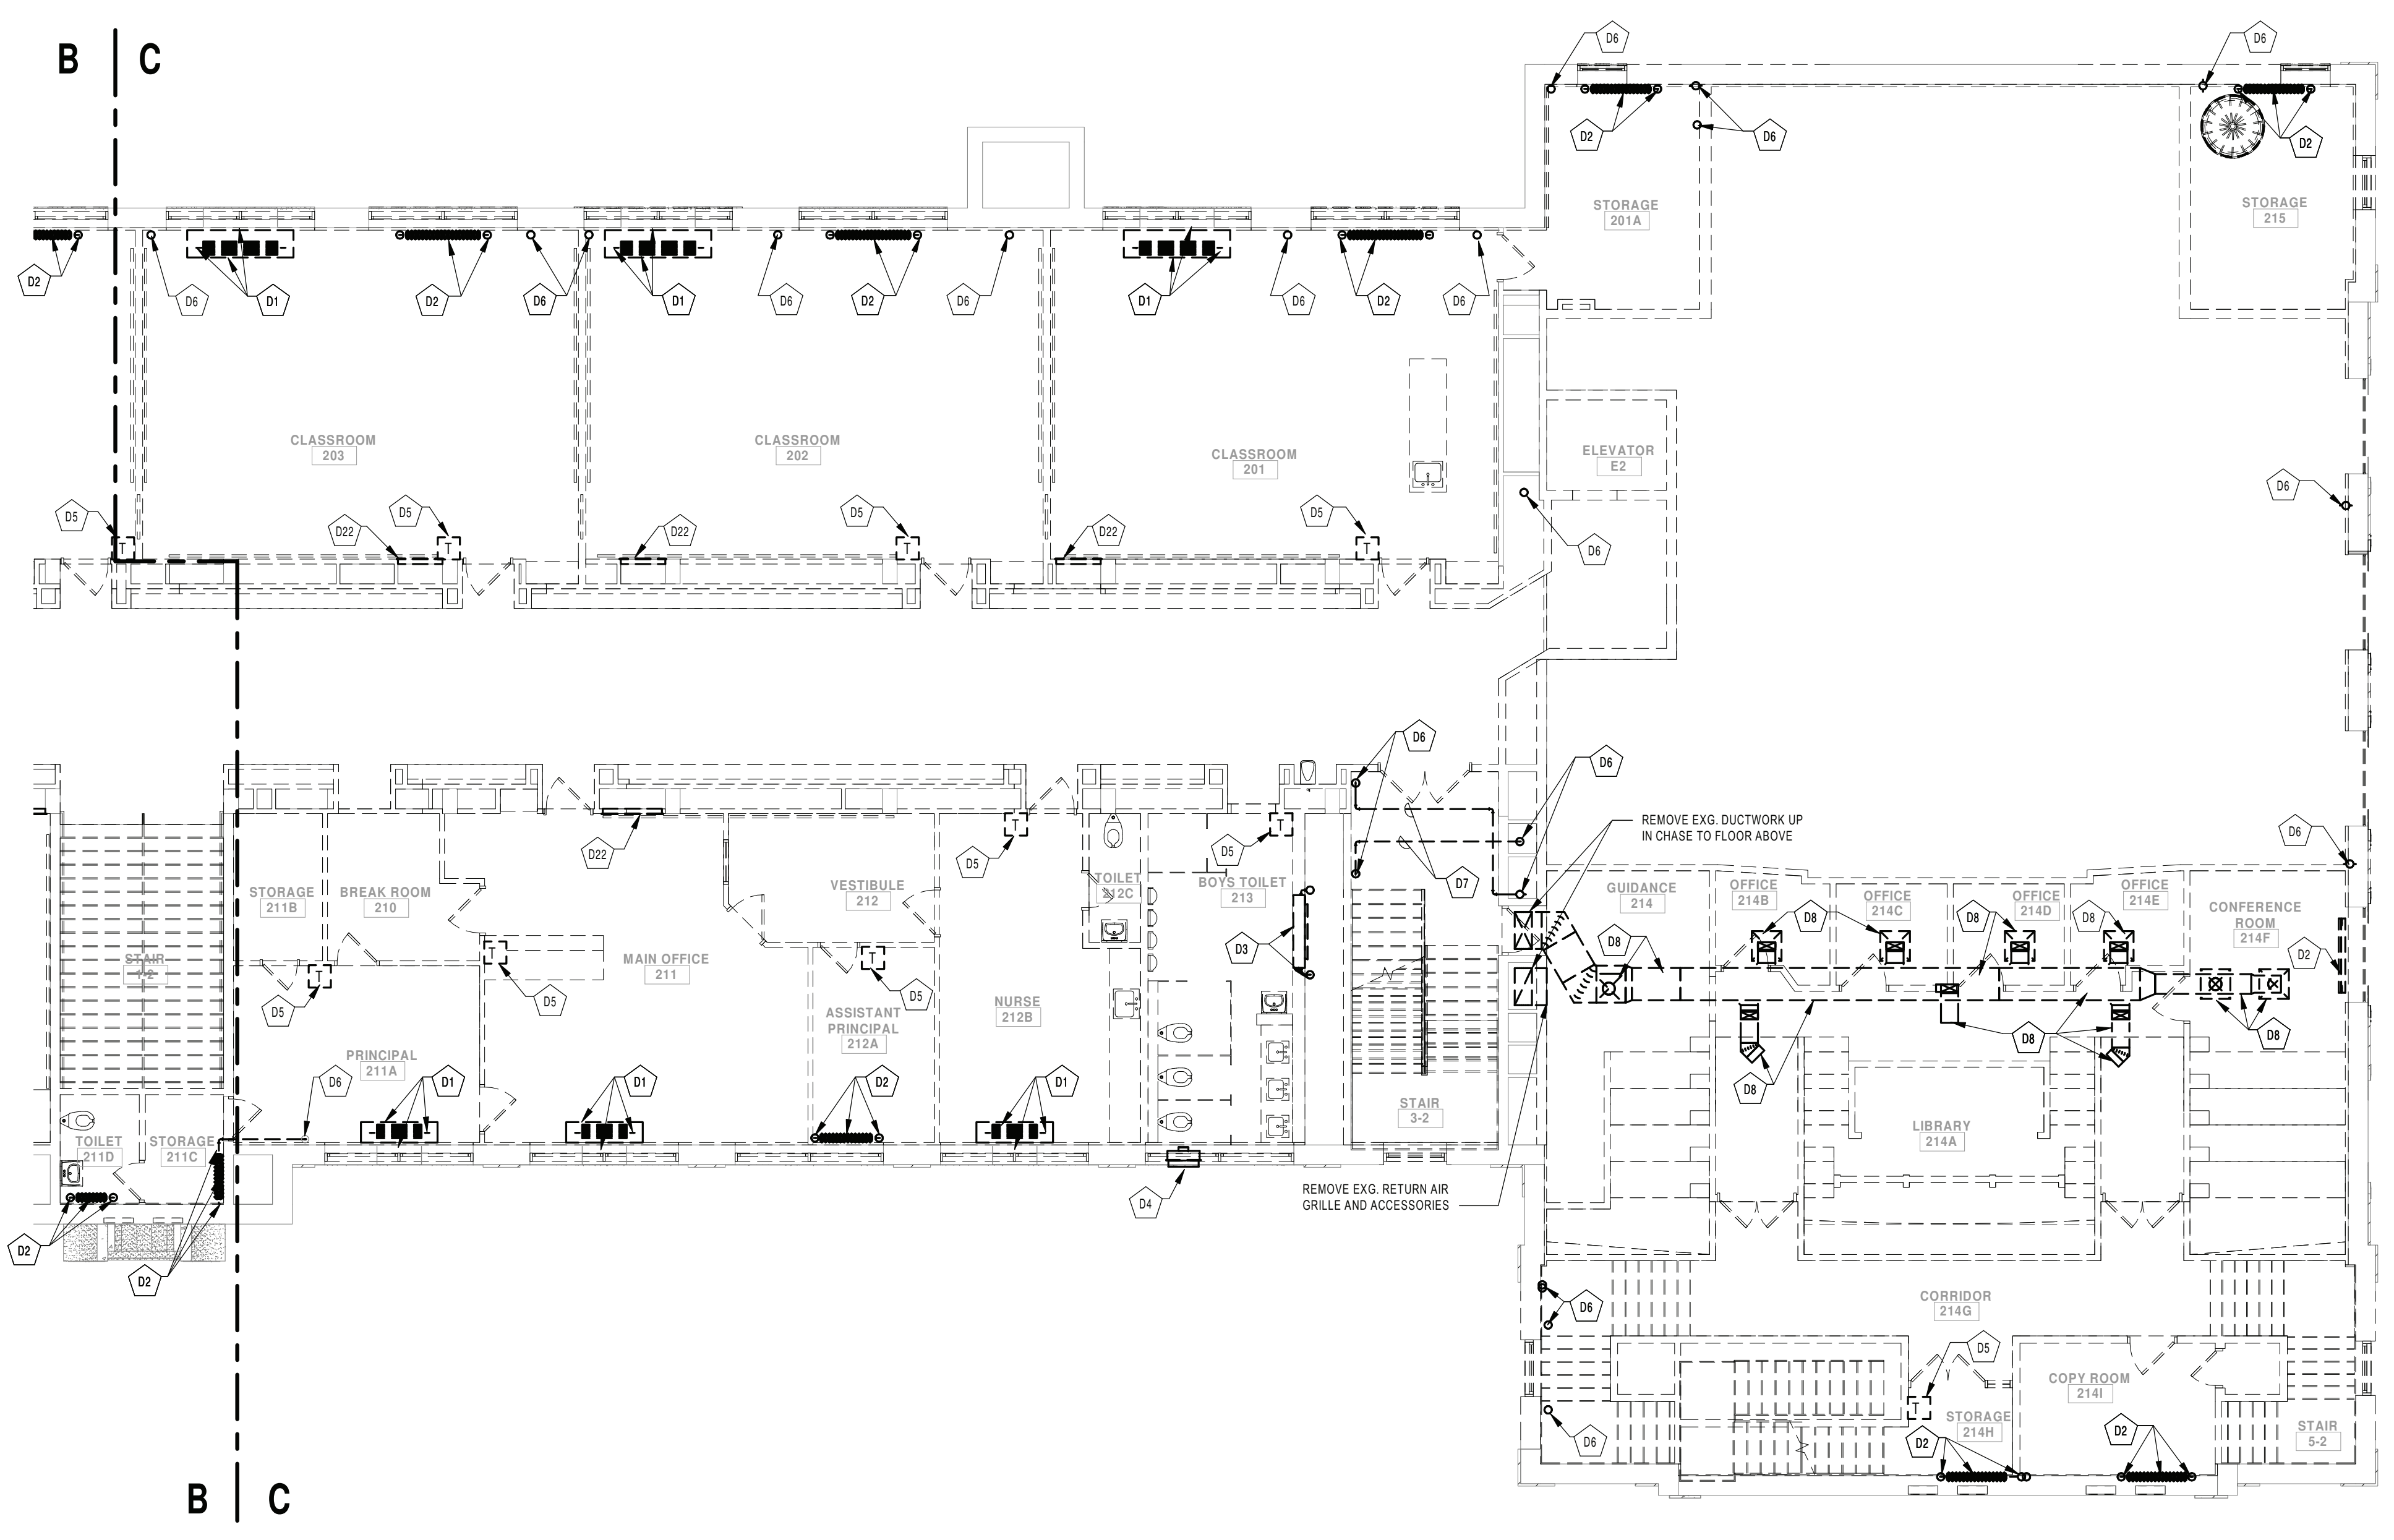 B
C
D6
D6
D2
D6
D2
STORAGE
201A
STORAGE
215
D2
D6
D1
D2
D6
D1
D6
D2
D6
D1
D6
D2
D6
CLASSROOM
203
CLASSROOM
202
CLASSROOM
201
ELEVATOR
E2
D6
D5
D22
D5
T
T
D22
D5
T
D22
D5
T
D6
D6
D6
D6
REMOVE EXG. DUCTWORK UP
IN CHASE TO FLOOR ABOVE
D22
T
D5
T
D5
D7
STORAGE
211B
BREAK ROOM
210
VESTIBULE
212
TOILET
212C
BOYS TOILET
213
GUIDANCE
214
OFFICE
214B
OFFICE
214C
OFFICE
214D
OFFICE
214E
CONFERENCE
ROOM
214F
D8
D8
D8
D8
D3
D2
STAIR
1-2
T
D5
T
D5
MAIN OFFICE
211
T
D5
NURSE
212B
ASSISTANT
PRINCIPAL
212A
D8
D8
D8
PRINCIPAL
211A
D6
D1
D1
D2
D1
STAIR
3-2
LIBRARY
214A
TOILET
211D
STORAGE
211C
D4
REMOVE EXG. RETURN AIR
GRILLE AND ACCESSORIES
D2
D2
D6
CORRIDOR
214G
D5
T
COPY ROOM
214I
STORAGE
214H
D6
D2
D2
STAIR
5-2
B
C